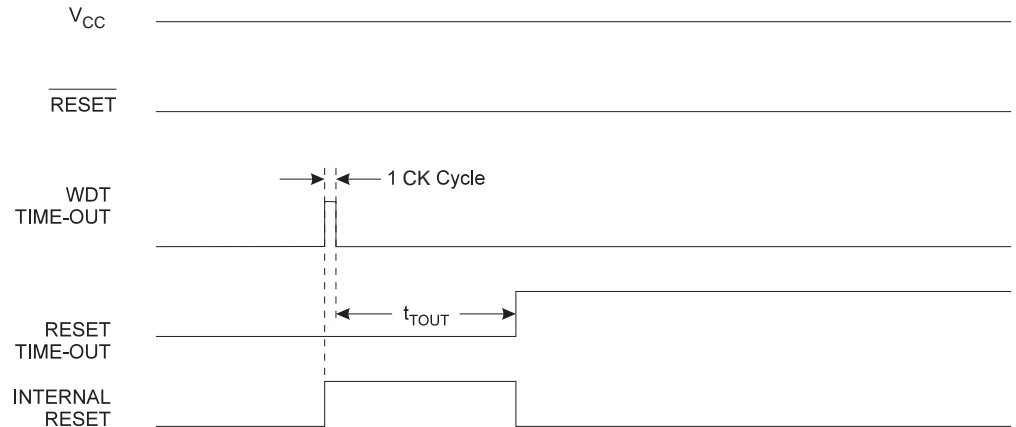 VCC
RESET
1 CK Cycle
WDT
TIME-OUT
tTOUT
RESET
TIME-OUT
INTERNAL
RESET